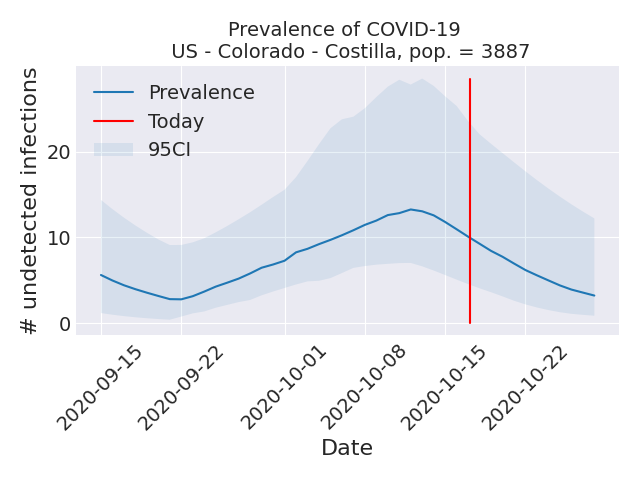 Prevalence of COVID-19
US - Colorado - Costilla, pop. = 3887
# undetected infections
20
10
0
Prevalence
Today
95CI
2020-09-15
2020-09-22
2020-10-01
2020-10-08
2020-10-15
2020-10-22
Date